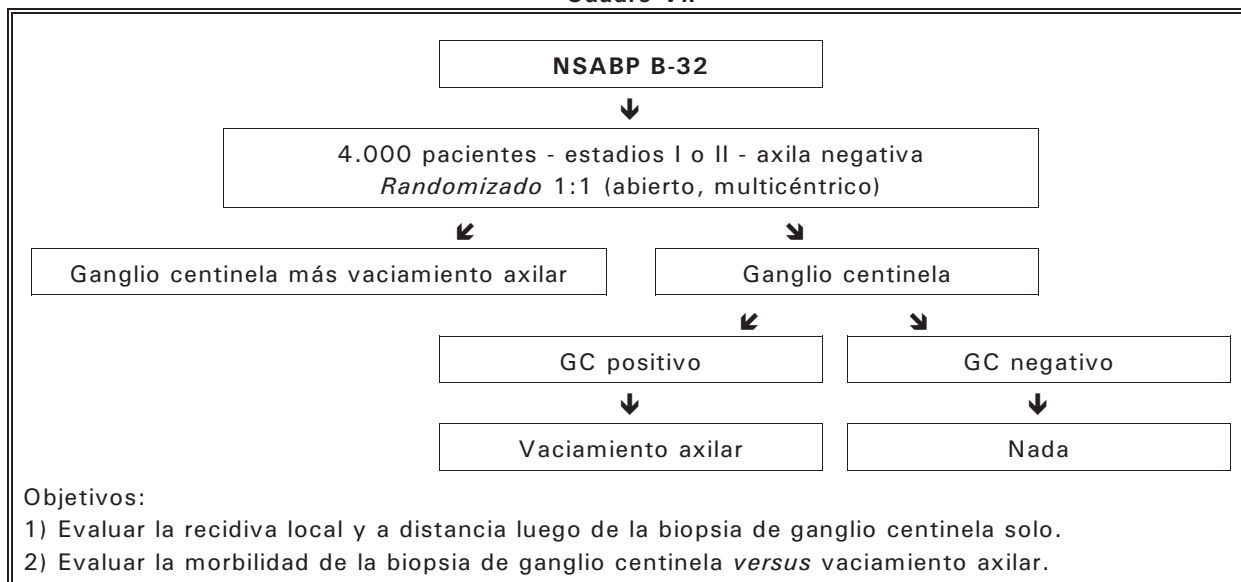 NSABP B-32
4.000 pacientes - estadios I o II - axila negativa
Randomizado 1:1 (abierto, multicéntrico)
Ganglio centinela más vaciamiento axilar
Ganglio centinela
GC positivo
GC negativo
Vaciamiento axilar
Nada
Objetivos:
1) Evaluar la recidiva local y a distancia luego de la biopsia de ganglio centinela solo.
2) Evaluar la morbilidad de la biopsia de ganglio centinela versus vaciamiento axilar.